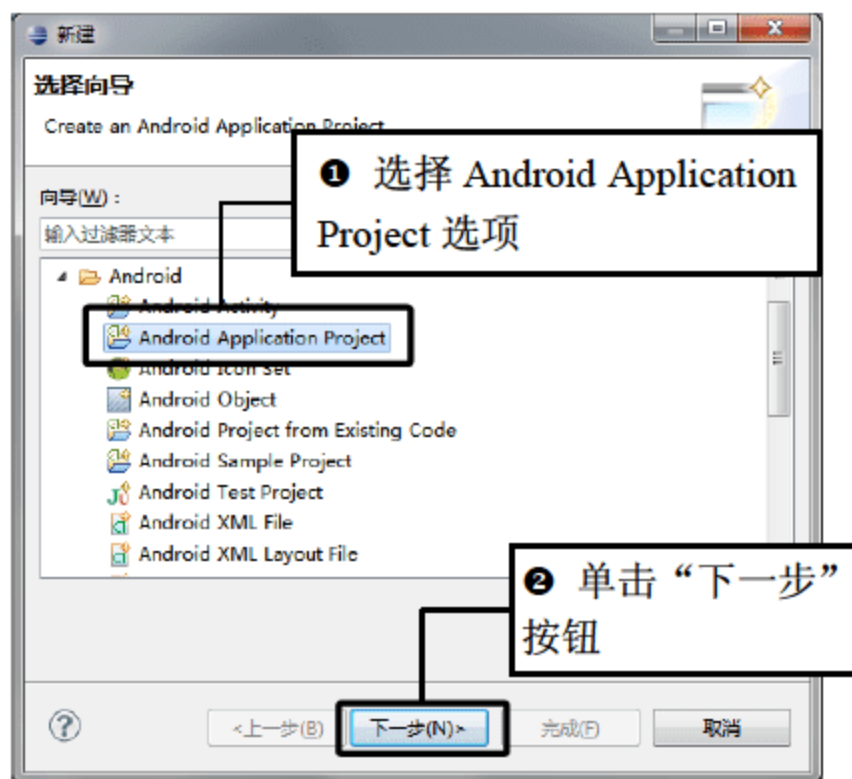 新建
选择向导
Create an Android Application Project
❶ 选择 Android Application
Project 选项
向导(W)：
输入过滤器文本
Android
Android Activity
Android Application Project
Android Icon Set
Android Object
Android Project from Existing Code
Android Sample Project
Android Test Project
Android XML File
Android XML Layout File
❷ 单击“下一步”
按钮
<上一步(B)
下一步(N)>
完成(F)
取消